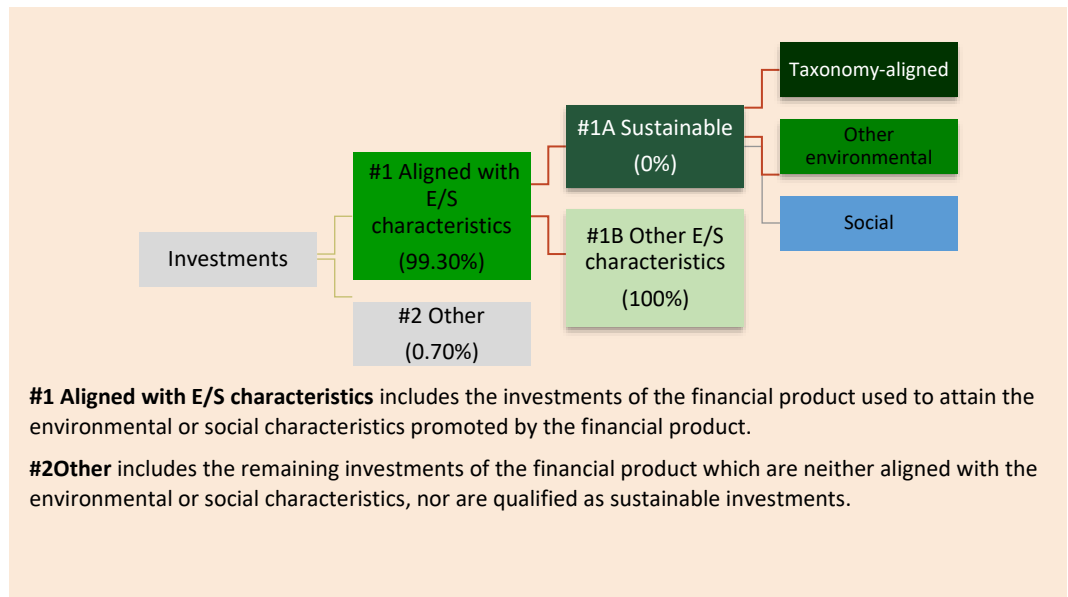 Investments
#1 Aligned with
E/S
characteristics
(99.30%)
#2 Other
(0.70%)
#1A Sustainable
(0%)
#1B Other E/S
characteristics
(100%)
Taxonomy-aligned
Other
environmental
Social
#1 Aligned with E/S characteristics includes the investments of the financial product used to attain the
environmental or social characteristics promoted by the financial product.
#2Other includes the remaining investments of the financial product which are neither aligned with the
environmental or social characteristics, nor are qualified as sustainable investments.